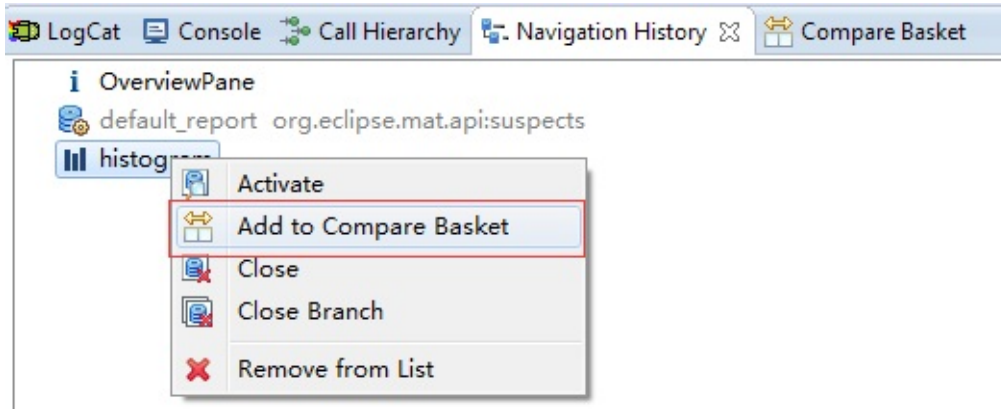 LogCat Console Call Hierarchy Navigation History Compare Basket
i OverviewPane
default_report org.eclipse.mat.api:suspects
histogram
Activate
Add to Compare Basket
Close
Close Branch
Remove from List